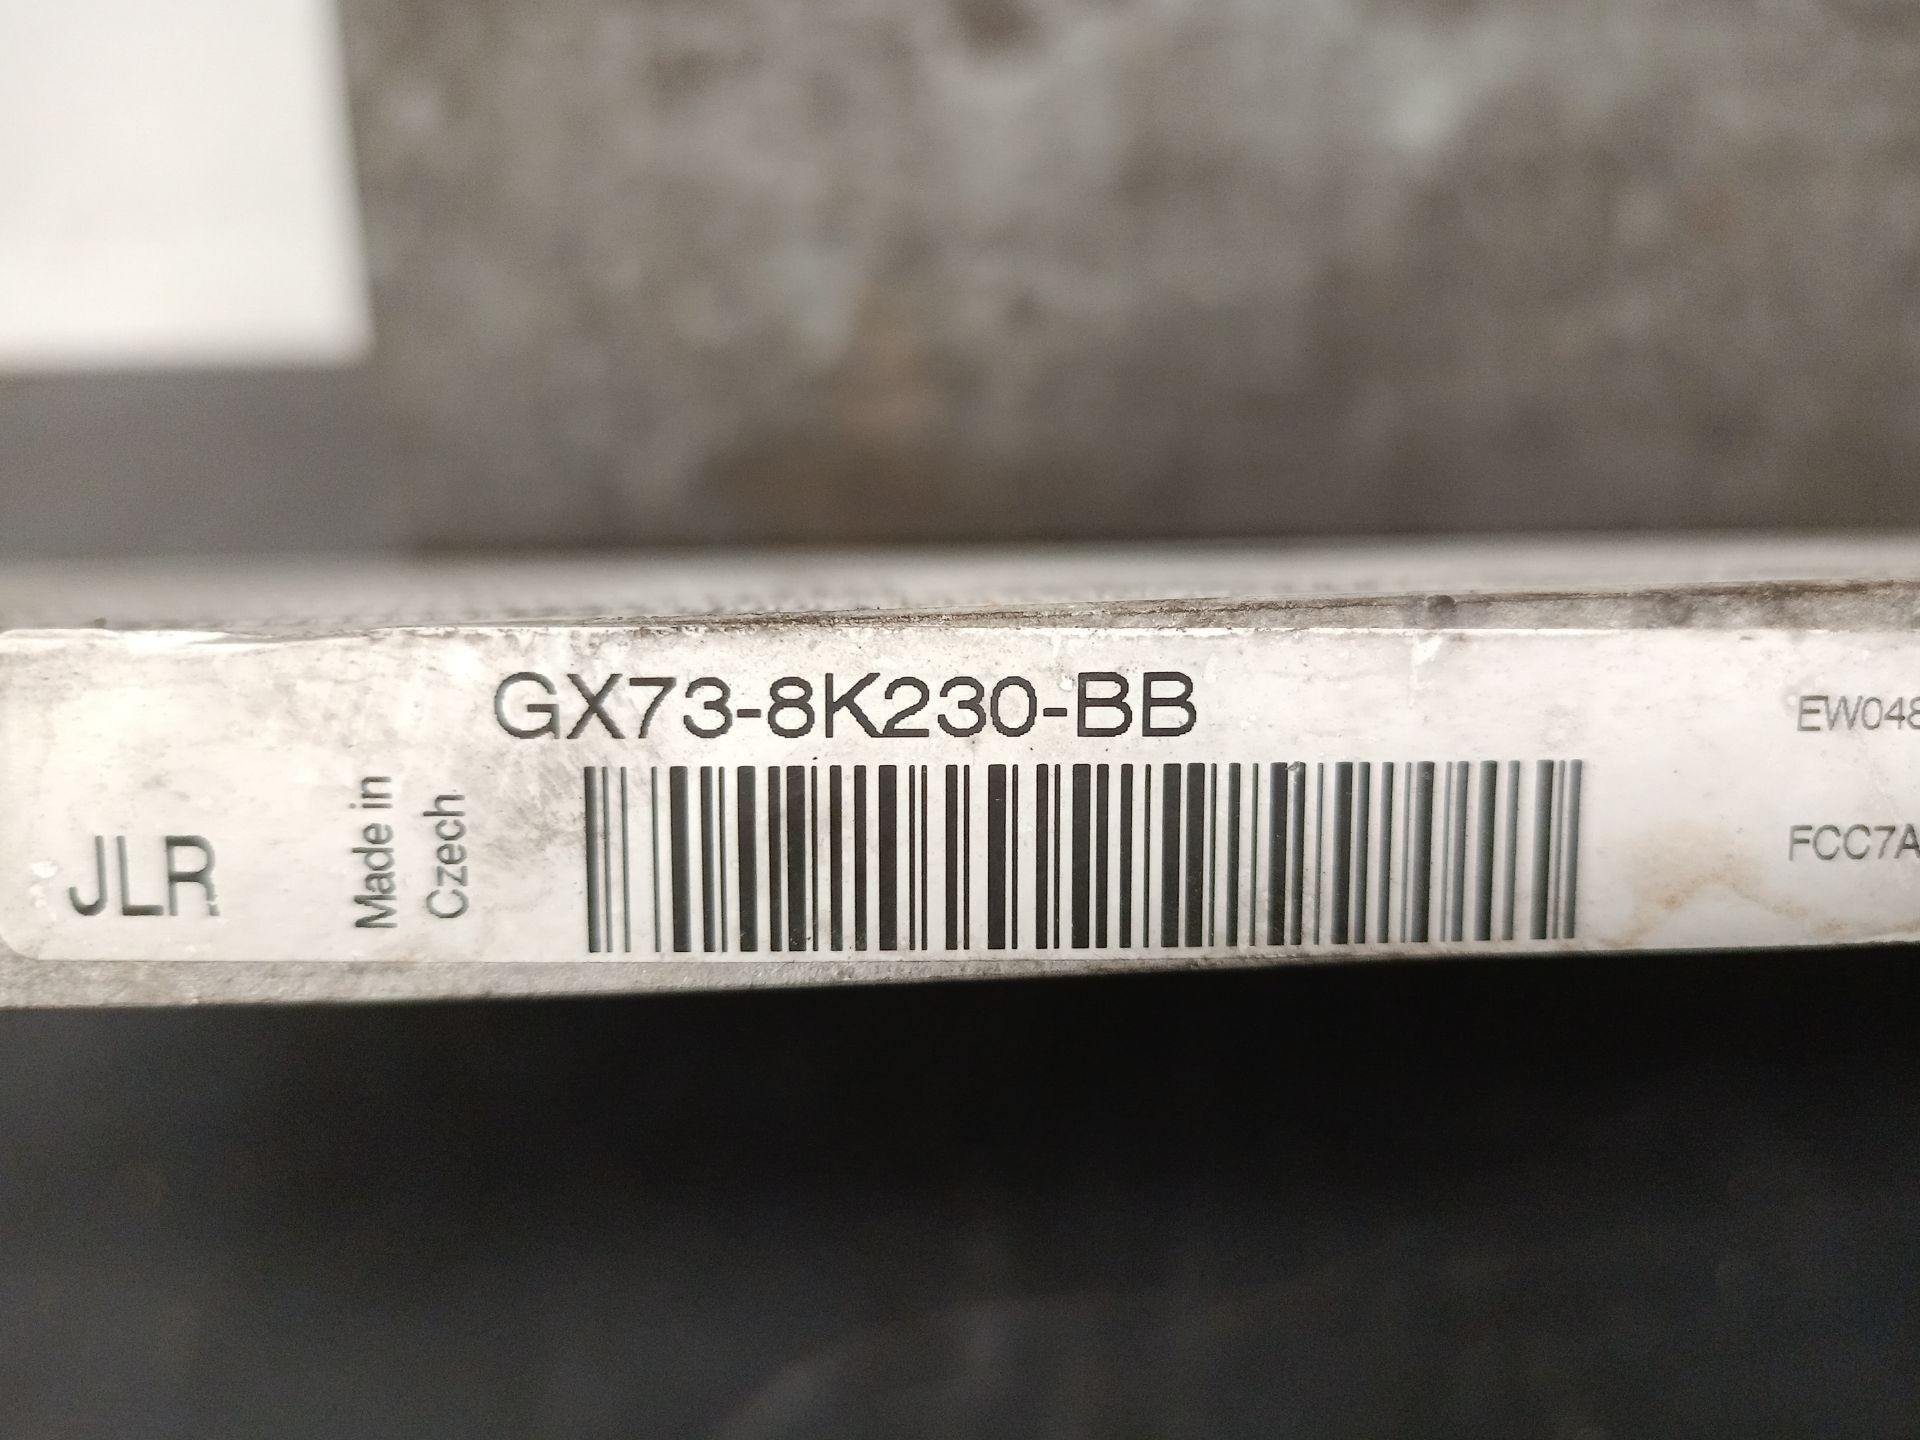 GX73-8K230-BB
JLR
Made in
Czech
EW048
FCC7A